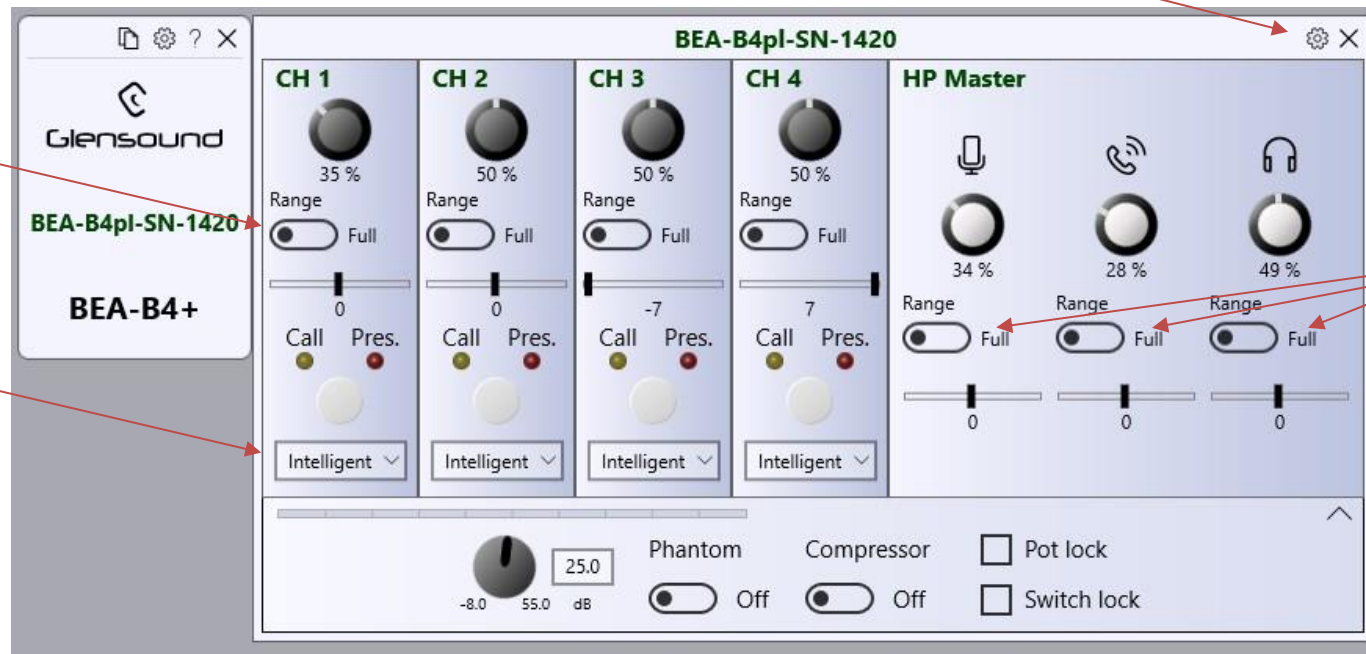 ?
Glensound
BEA-B4pl-SN-1420
BEA-B4+
BEA-B4pl-SN-1420
CH 1
35 %
Range
Full
0
Call Pres.
Intelligent
CH 2
50 %
Range
Full
0
Call Pres.
Intelligent
CH 3
50 %
Range
Full
-7
Call Pres.
Intelligent
CH 4
50 %
Range
Full
7
Call Pres.
Intelligent
HP Master
34 %
28 %
49 %
Range
Range
Range
Full
Full
Full
0
0
0
25.0
-8.0 55.0 dB
Phantom
Off
Compressor
Off
Pot lock
Switch lock